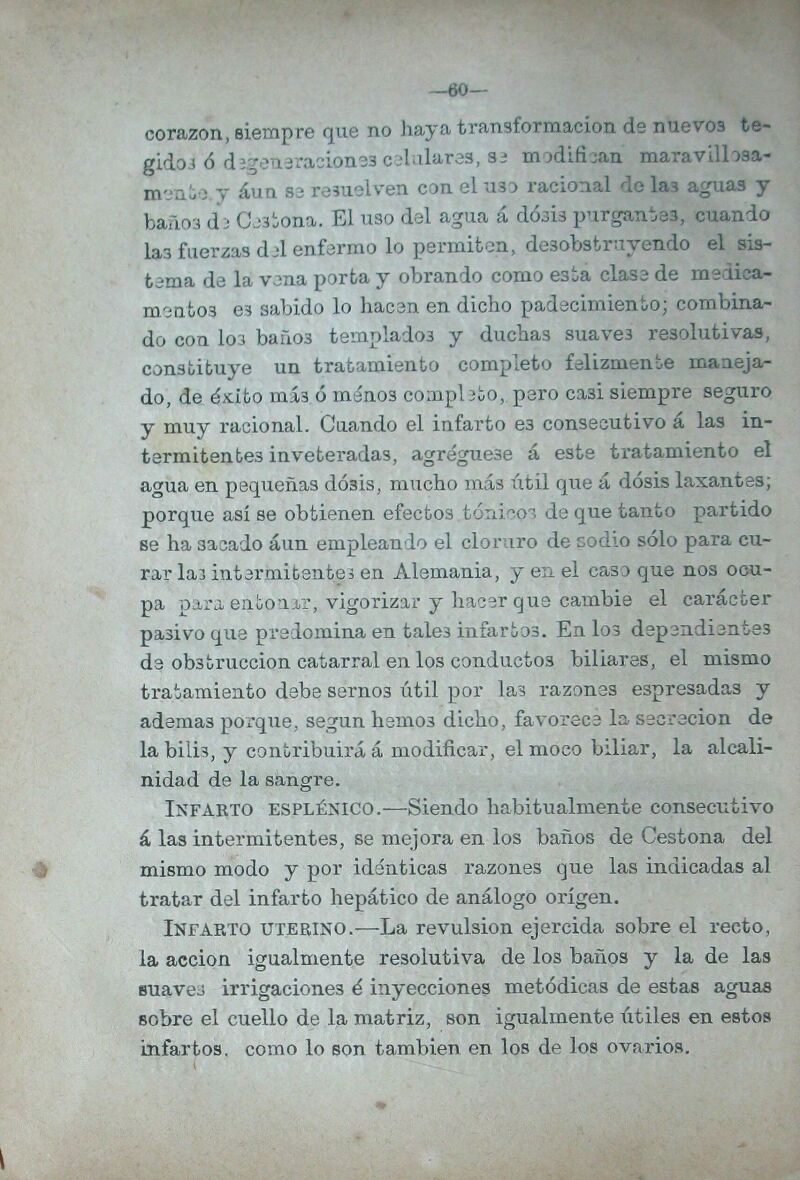 —60—
corazon, siempre que no haya transformacion de nuevos te-
gidos ó degeneraciones celulares, se modifican maravillosa-
mente y áun se resuelven con el uso racional de las aguas y
baños de Cestona. El uso del agua á dósis purgantes, cuando
las fuerzas del enfermo lo permiten, desobstruyendo el sis-
tema de la vena porta y obrando como esta clase de medica-
mentos es sabido lo hacen en dicho padecimiento; combina-
do con los baños templados y duchas suaves resolutivas,
constituye un tratamiento completo felizmente maneja-
do, de éxito más ó ménos completo, pero casi siempre seguro
y muy racional. Cuando el infarto es consecutivo á las in-
termitentes inveteradas, agréguese á este tratamiento el
agua en pequeñas dósis, mucho más útil que á dósis laxantes;
porque así se obtienen efectos tónicos de que tanto partido
se ha sacado áun empleando el cloruro de sodio sólo para cu-
rar las intermitentes en Alemania, y en el caso que nos ocu-
pa para entonar, vigorizar y hacer que cambie el carácter
pasivo que predomina en tales infartos. En los dependientes
de obstruccion catarral en los conductos biliares, el mismo
tratamiento debe sernos útil por las razones espresadas y
ademas porque, segun hemos dicho, favorece la secrecion de
la bilis, y contribuirá á modificar, el moco biliar, la alcali-
nidad de la sangre.
INFARTO ESPLÉNICO.—Siendo habitualmente consecutivo
á las intermitentes, se mejora en los baños de Cestona del
mismo modo y por idénticas razones que las indicadas al
tratar del infarto hepático de análogo orígen.
INFARTO UTERINO.—La revulsion ejercida sobre el recto,
la accion igualmente resolutiva de los baños y la de las
suaves irrigaciones é inyecciones metódicas de estas aguas
sobre el cuello de la matriz, son igualmente útiles en estos
infartos, como lo son tambien en los de los ovarios.